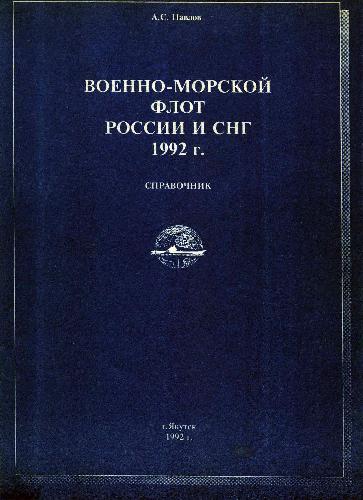 А.С. Павлов
ВОЕННО-МОРСКОЙ
ФЛОТ
РОССИИ И СНГ
1992 г.
СПРАВОЧНИК
г. Якутск
1992 г.